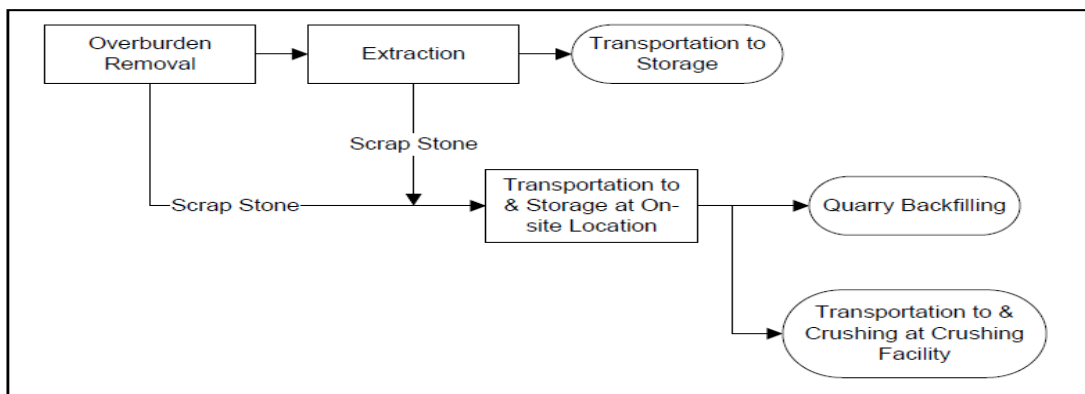 Overburden
Removal
Extraction
Transportation to
Storage
Scrap Stone
Scrap Stone
Transportation to
& Storage at On-
site Location
Quarry Backfilling
Transportation to &
Crushing at Crushing
Facility